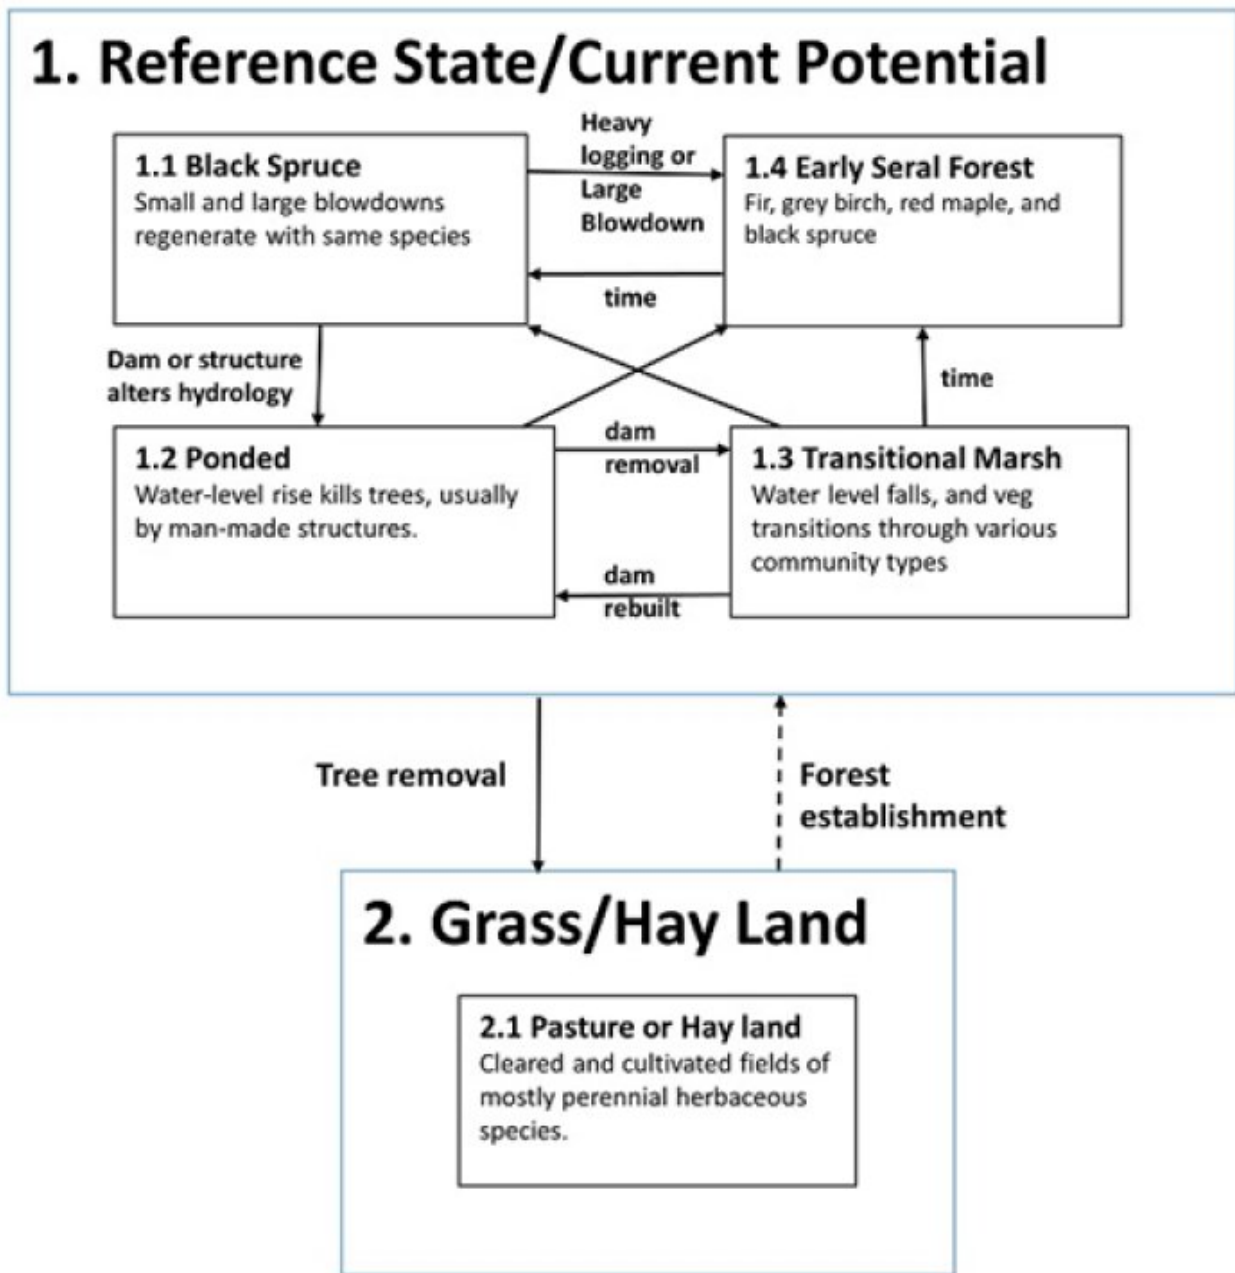 1. Reference State/Current Potential
1.1 Black Spruce
Small and large blowdowns
regenerate with same species
Heavy
logging or
Large
Blowdown
1.4 Early Seral Forest
Fir, grey birch, red maple, and
black spruce
time
Dam or structure
alters hydrology
time
1.2 Ponded
Water-level rise kills trees, usually
by man-made structures.
dam
removal
1.3 Transitional Marsh
Water level falls, and veg
transitions through various
community types
dam
rebuilt
Tree removal
Forest
establishment
2. Grass/Hay Land
2.1 Pasture or Hay land
Cleared and cultivated fields of
mostly perennial herbaceous
species.